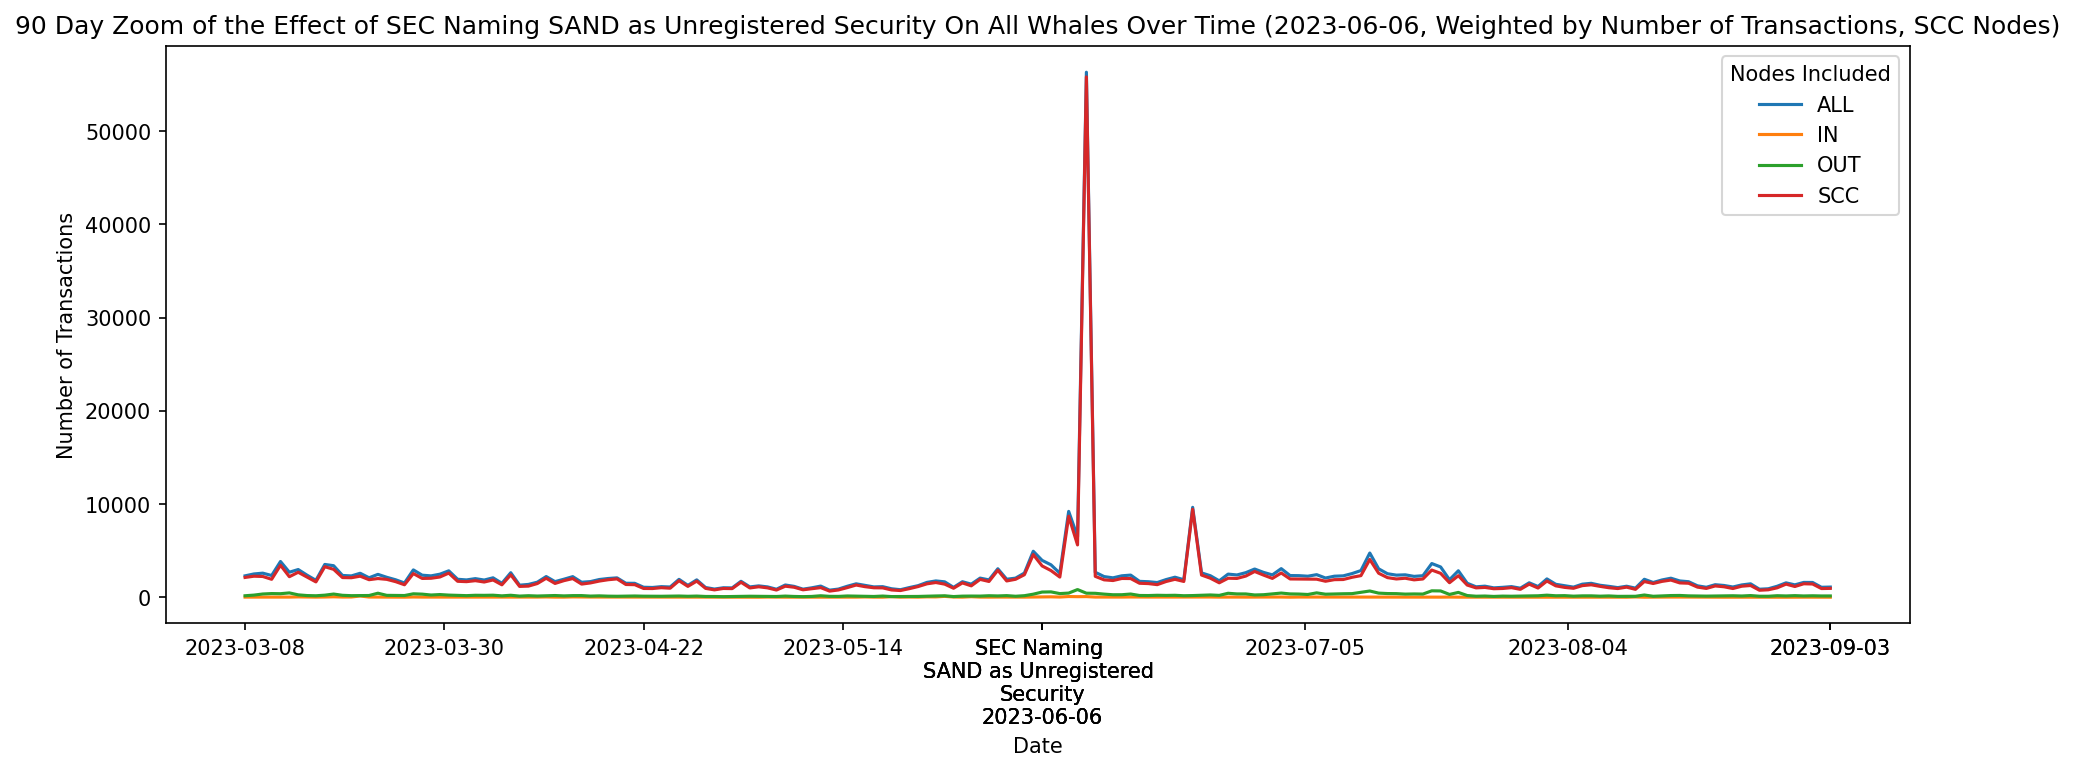 90 Day Zoom of the Effect of SEC Naming SAND as Unregistered Security On All Whales Over Time (2023-06-06, Weighted by Number of Transactions, SCC Nodes)
Nodes Included
ALL
IN
OUT
SCC
Number of Transactions
50000
40000
30000
20000
10000
0
2023-03-08
2023-03-30
2023-04-22
2023-05-14
SEC Naming
SAND as Unregistered
Security
2023-06-06
2023-07-05
2023-08-04
2023-09-03
Date